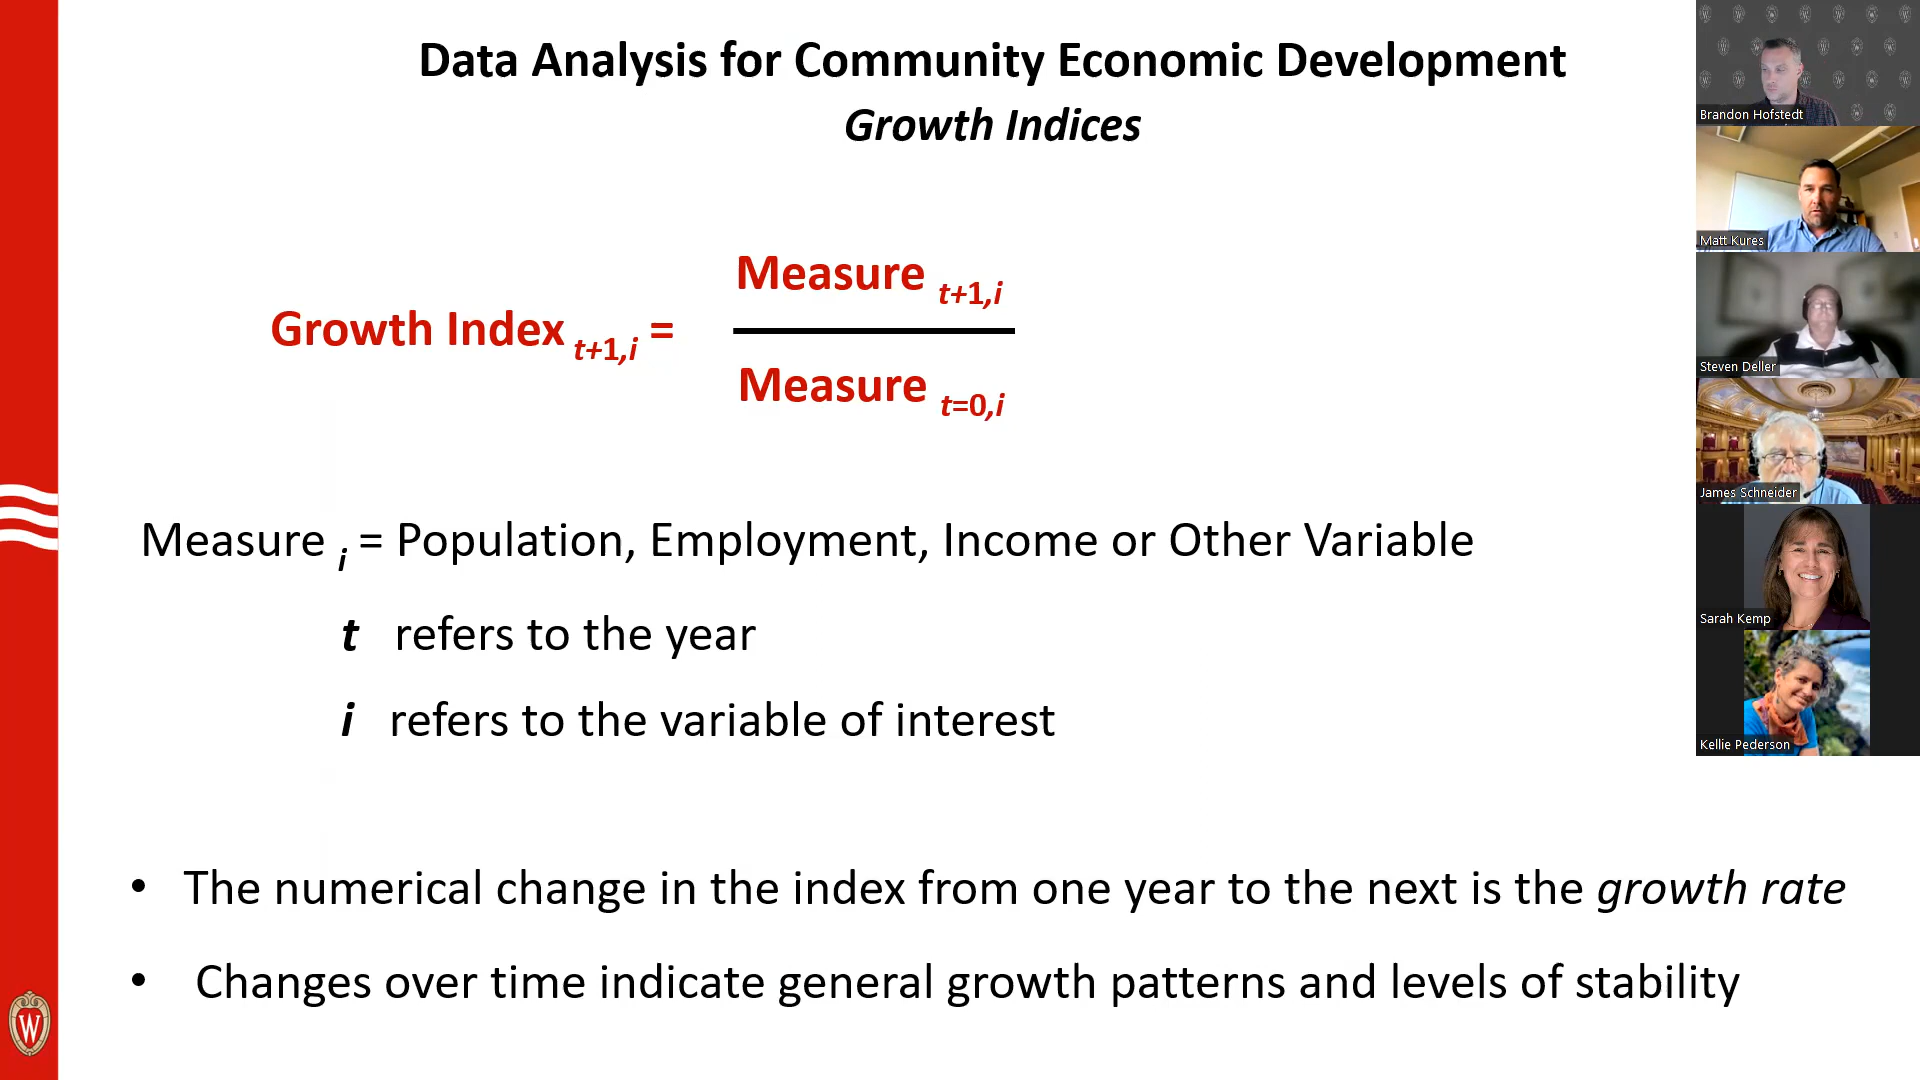 Data Analysis for Community Economic Development
Growth Indices
Growth Index t+1,i =
Measure t+1,i
Measure t=0,i
Measure i = Population, Employment, Income or Other Variable
t refers to the year
i refers to the variable of interest
• The numerical change in the index from one year to the next is the growth rate
• Changes over time indicate general growth patterns and levels of stability
W
Brandon Hofstedt
Matt Kures
Steven Deller
James Schneider
Sarah Kemp
Kellie Pederson